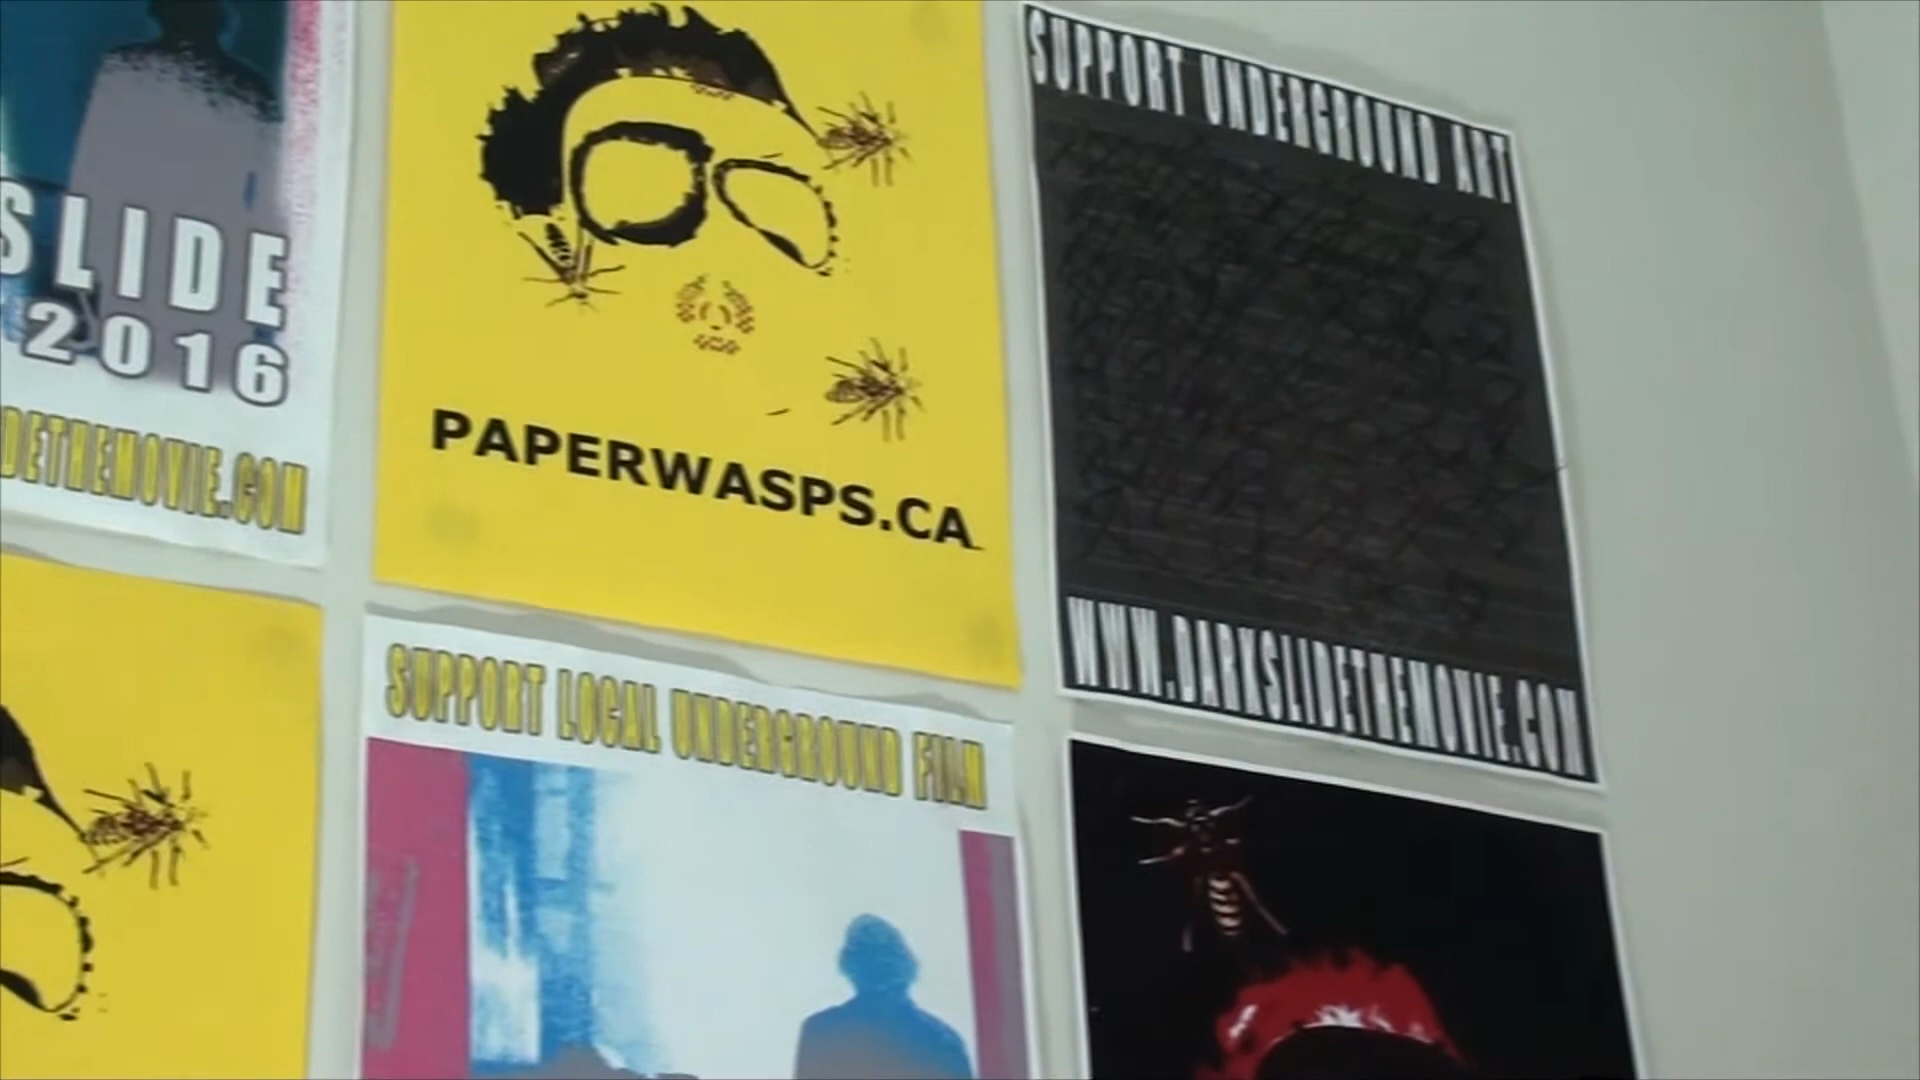 SLIDE
2016
DETHEMOVIE.COM
PAPERWASPS.CA
SUPPORT UNDERGROUND ART
WWW.DARKSLIDETHEMOVIE.COM
SUPPORT LOCAL UNDERGROUND FILM